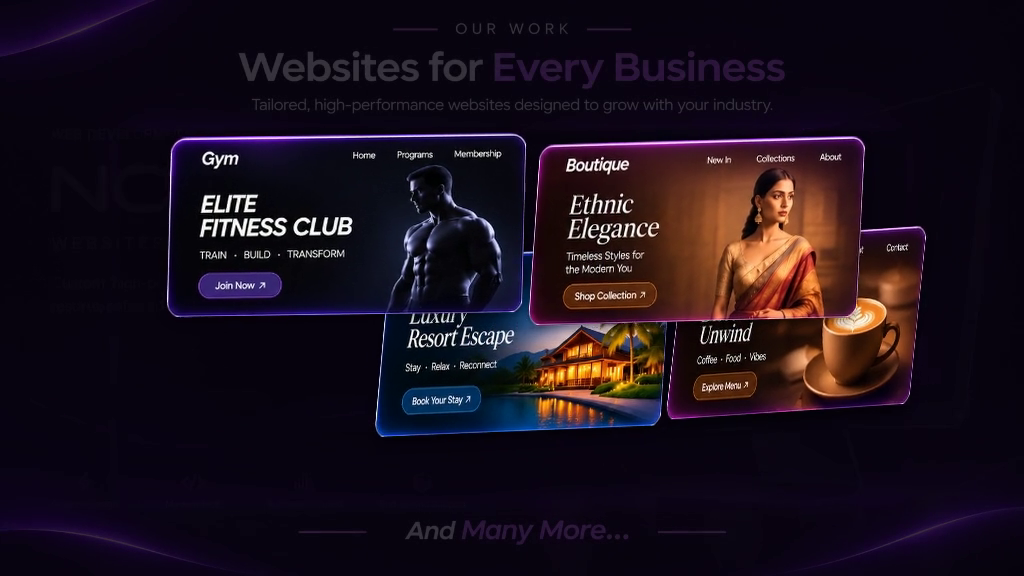 OUR WORK
Websites for Every Business
Tailored, high-performance websites designed to grow with your industry.
Gym
Home Programs Membership
ELITE
FITNESS CLUB
TRAIN · BUILD · TRANSFORM
Join Now ↗
Boutique
New In Collections About
Ethnic
Elegance
Timeless Styles for
the Modern You
Shop Collection ↗
Luxury
Resort Escape
Stay · Relax · Reconnect
Book Your Stay ↗
Contact
Unwind
Coffee · Food · Vibes
Explore Menu ↗
And Many More...